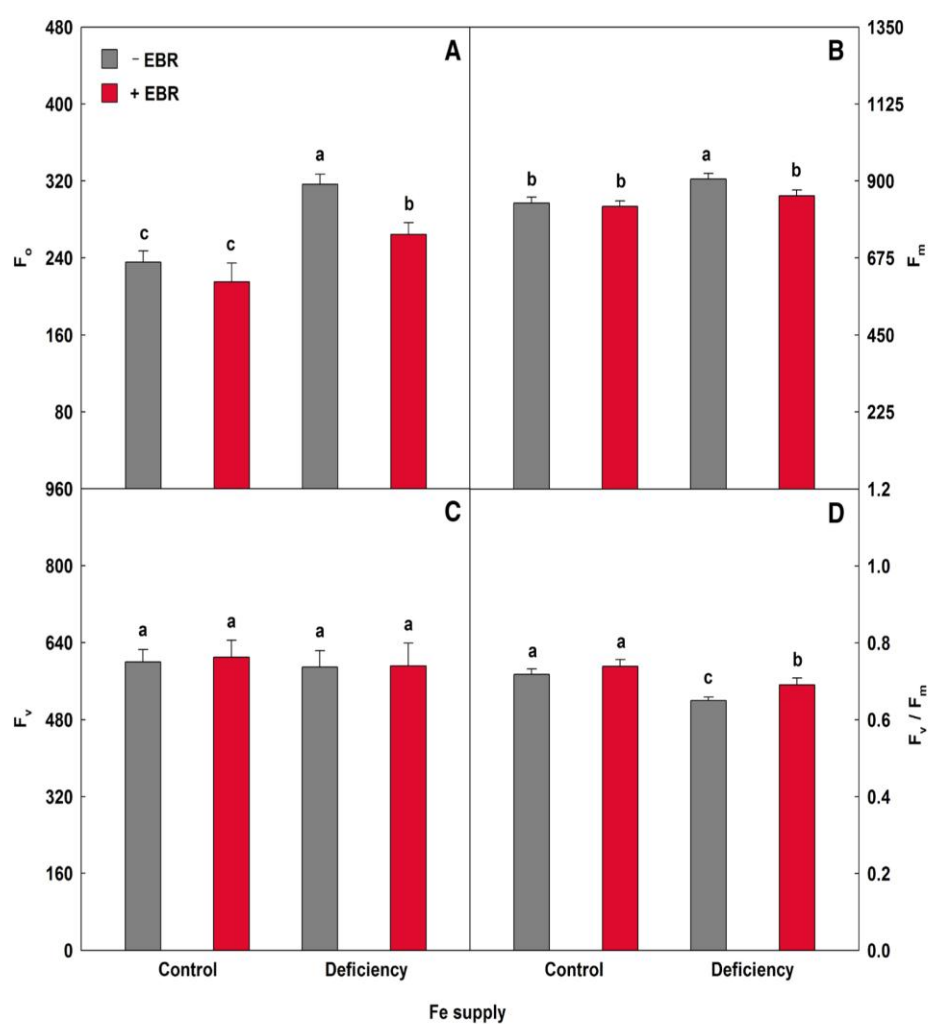 480
400
320
240
160
80
960
800
640
480
320
160
0
F₀
Fᵥ
A
− EBR
+ EBR
c
c
a
b
B
b
b
a
b
1350
1125
900
675
450
225
1.2
1.0
0.8
0.6
0.4
0.2
0.0
Fₘ
Fᵥ / Fₘ
C
a
a
a
a
D
a
a
c
b
Control
Deficiency
Control
Deficiency
Fe supply